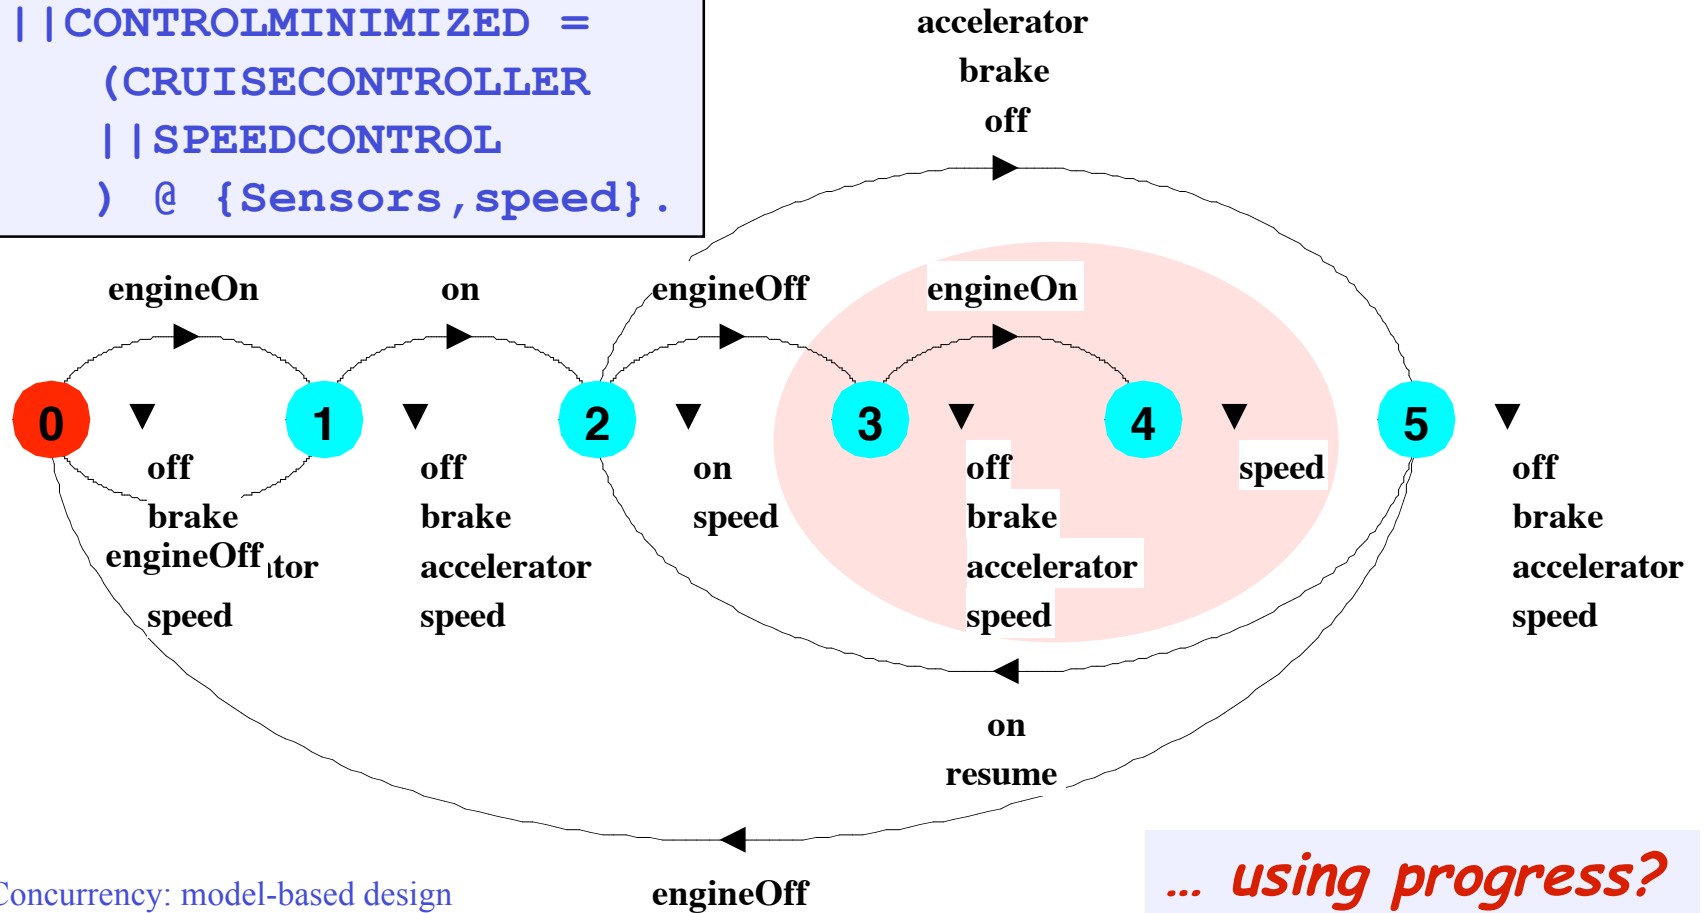 ||CONTROLMINIMIZED =
(CRUISECONTROLLER
||SPEEDCONTROL
) @ {Sensors,speed}.
accelerator
brake
off
engineOn
on
engineOff
engineOn
0
1
2
3
4
5
off
brake
engineOff
speed
off
brake
accelerator
speed
on
speed
off
brake
accelerator
speed
speed
off
brake
accelerator
speed
on
resume
engineOff
Concurrency: model-based design
... using progress?